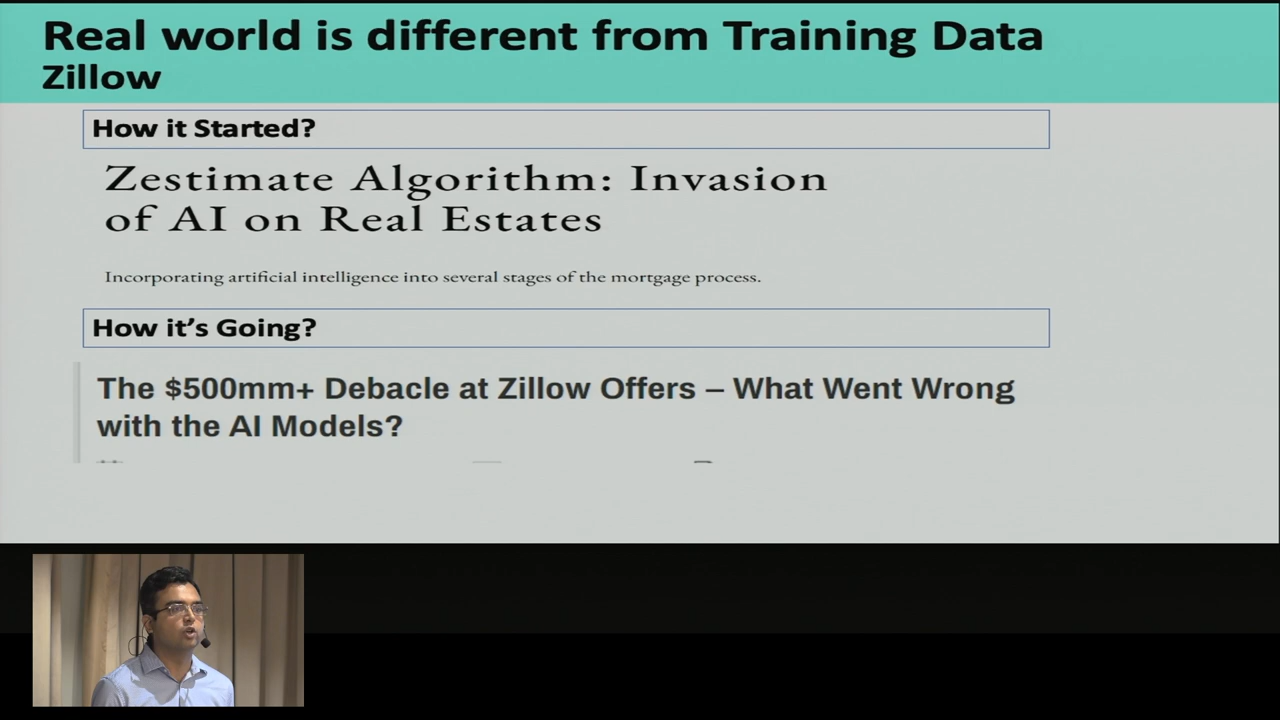 Real world is different from Training Data
Zillow
How it Started?
Zestimate Algorithm: Invasion
of AI on Real Estates
Incorporating artificial intelligence into several stages of the mortgage process.
How it's Going?
The $500mm+ Debacle at Zillow Offers – What Went Wrong
with the AI Models?